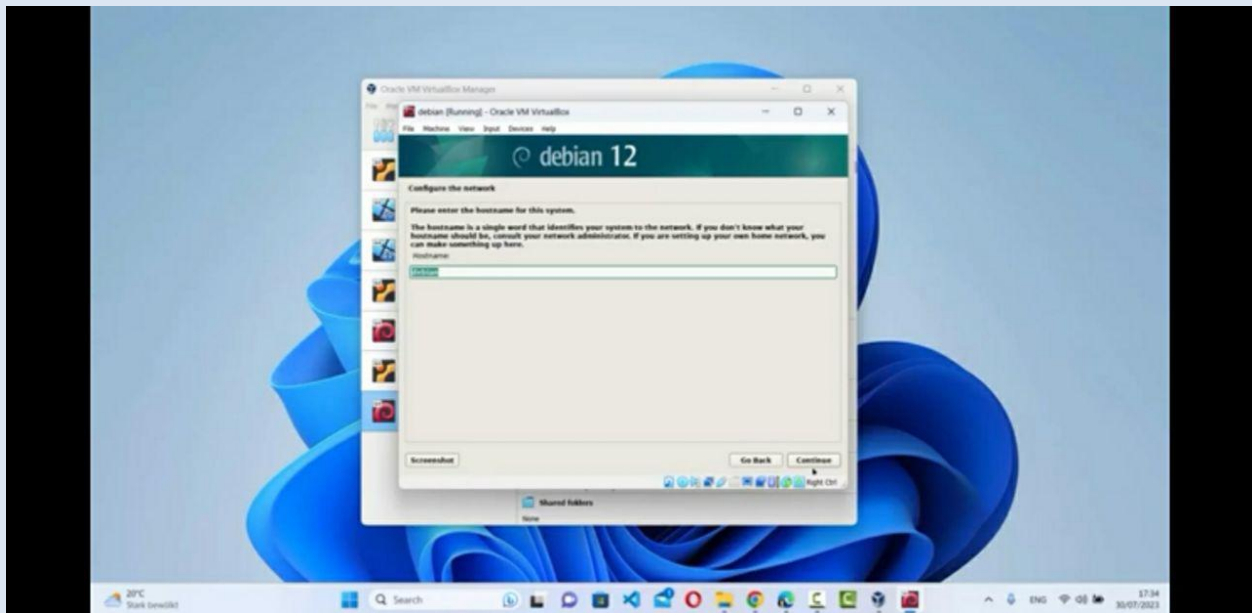 Oracle VM VirtualBox Manager
File
debian [Running] - Oracle VM VirtualBox
File Machine View Input Devices Help
debian 12
Configure the network
Please enter the hostname for this system.
The hostname is a single word that identifies your system to the network. If you don't know what your
hostname should be, consult your network administrator. If you are setting up your own home network, you
can make something up here.
Hostname:
debian
Screenshot
Go Back Continue
Right Ctrl
Shared folders
None
20°C
Stark bewölkt
Search
ENG
17:34
30/07/2023